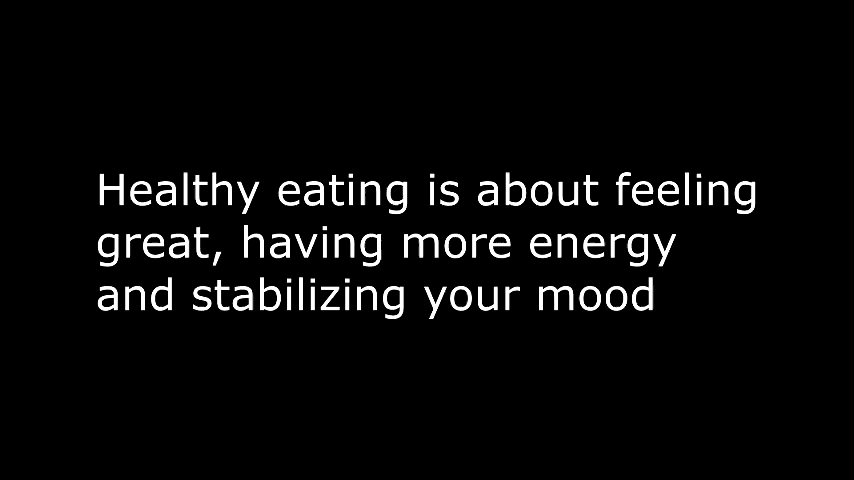 Healthy eating is about feeling
great, having more energy
and stabilizing your mood